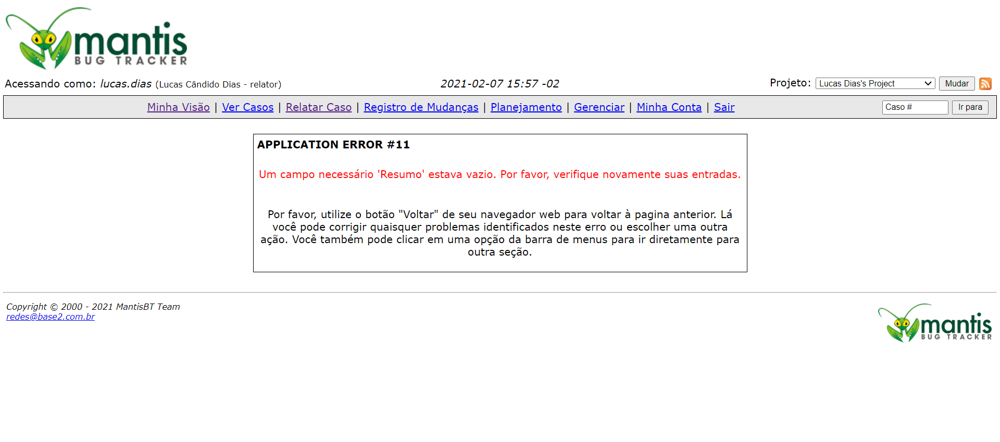 mantis
BUG TRACKER
Acessando como: lucas.dias (Lucas Cândido Dias - relator)
2021-02-07 15:57 -02
Projeto: Lucas Dias's Project Mudar
Minha Visão | Ver Casos | Relatar Caso | Registro de Mudanças | Planejamento | Gerenciar | Minha Conta | Sair
Caso # Ir para
APPLICATION ERROR #11
Um campo necessário 'Resumo' estava vazio. Por favor, verifique novamente suas entradas.
Por favor, utilize o botão "Voltar" de seu navegador web para voltar à pagina anterior. Lá
você pode corrigir quaisquer problemas identificados neste erro ou escolher uma outra
ação. Você também pode clicar em uma opção da barra de menus para ir diretamente para
outra seção.
Copyright © 2000 - 2021 MantisBT Team
redes@base2.com.br
mantis
BUG TRACKER